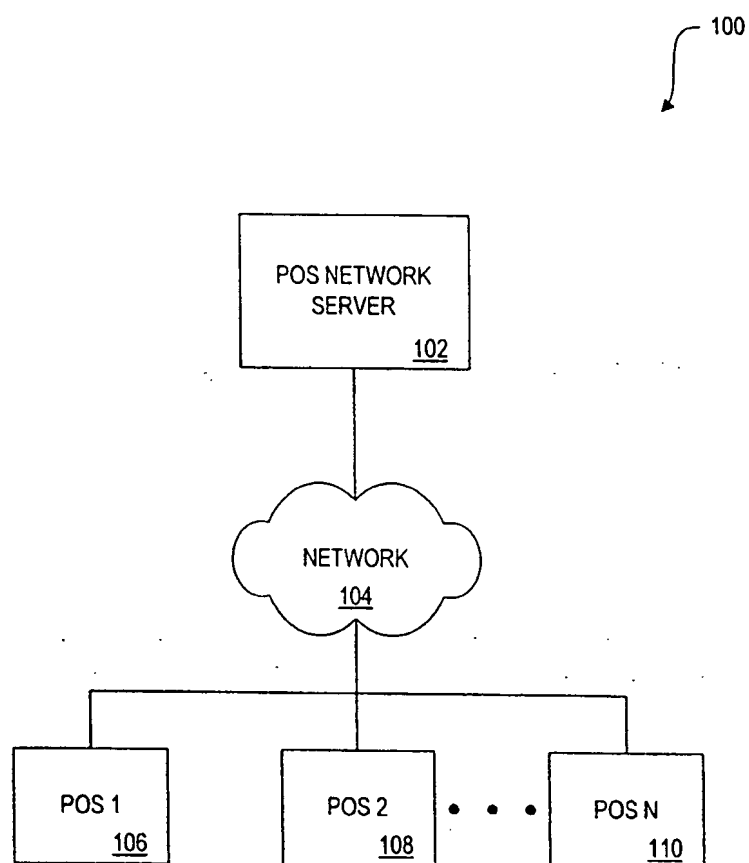 100
POS NETWORK
SERVER
102
NETWORK
104
POS 1
106
POS 2
108
POS N
110